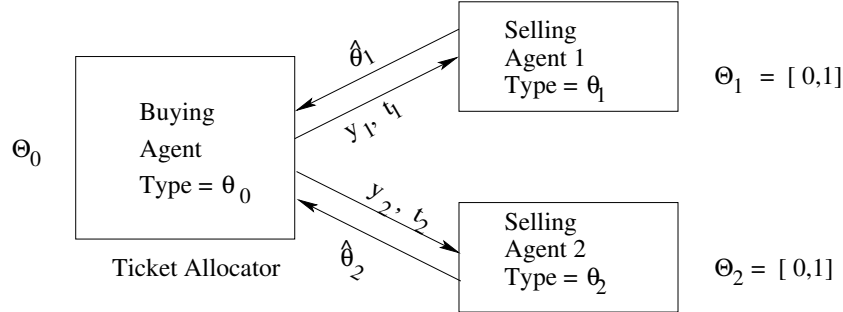 Θ0
Buying
Agent
Type = θ0
Ticket Allocator
θ̂1
y1, t1
y2, t2
θ̂2
Selling
Agent 1
Type = θ1
Θ1 = [ 0,1]
Selling
Agent 2
Type = θ2
Θ2 = [ 0,1]